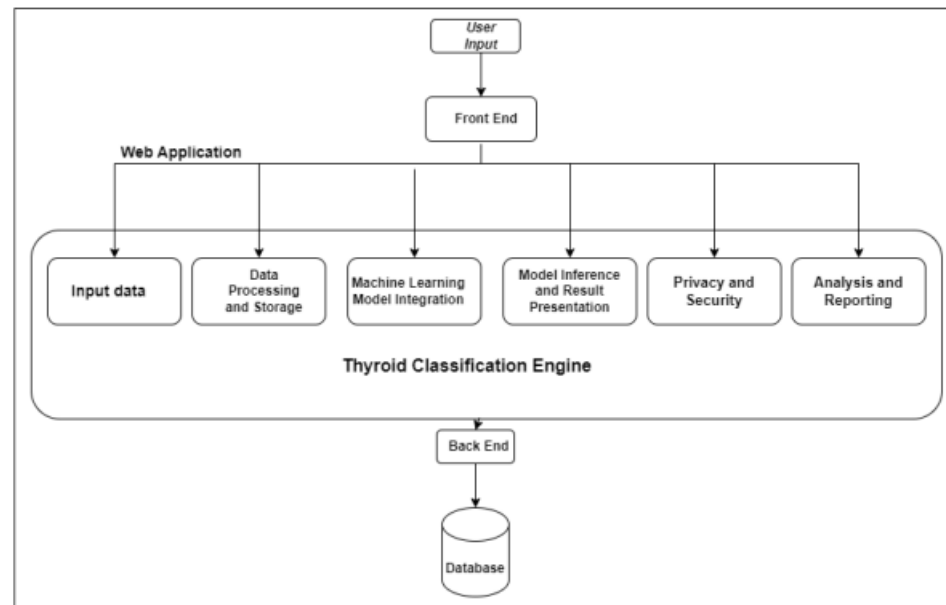 User
Input
Front End
Web Application
Input data
Data
Processing
and Storage
Machine Learning
Model Integration
Model Inference
and Result
Presentation
Privacy and
Security
Analysis and
Reporting
Thyroid Classification Engine
Back End
Database